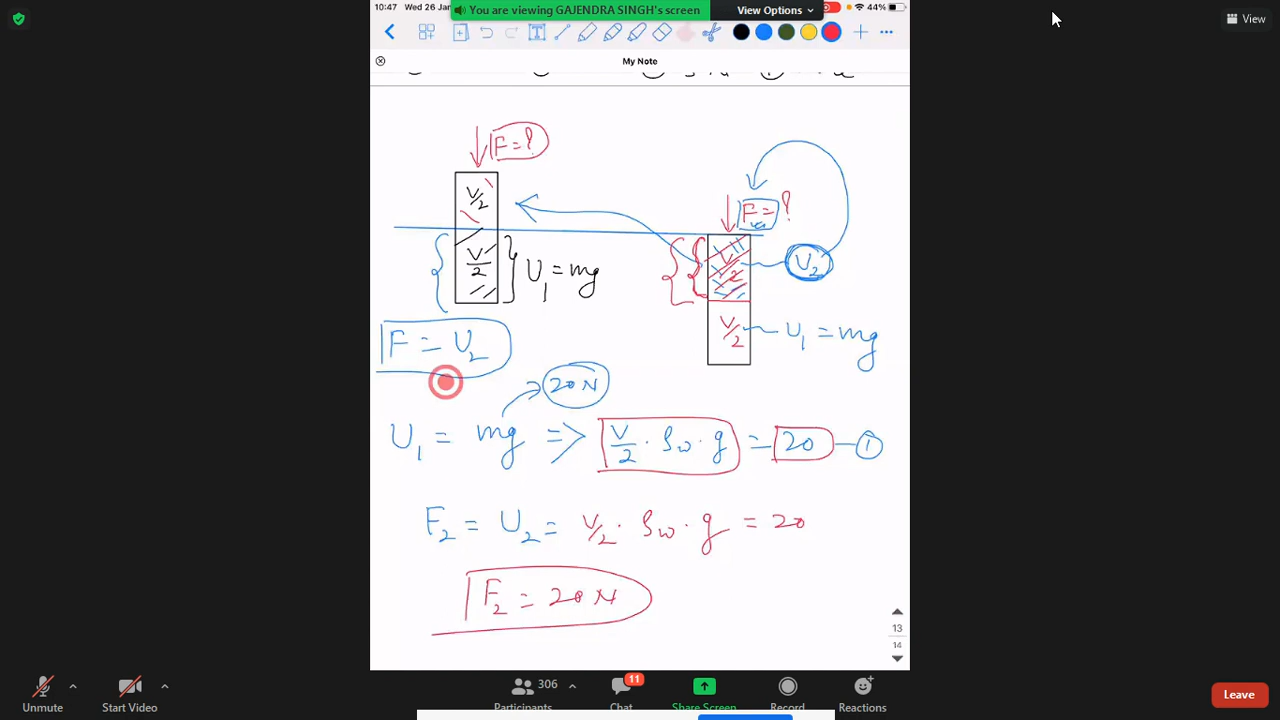 10:47 Wed 26 Jan
You are viewing GAJENDRA SINGH's screen
View Options
44%
View
T
My Note
F = ?
V/2
V/2
U1 = mg
F = ?
V/2
U2
V/2
U1 = mg
F = U2
20 N
U1 = mg => V/2 · ρw · g = 20 — ①
F2 = U2 = V/2 · ρw · g = 20
F2 = 20 N
13
14
Unmute
Start Video
306
Participants
11
Chat
Share Screen
Record
Reactions
Leave